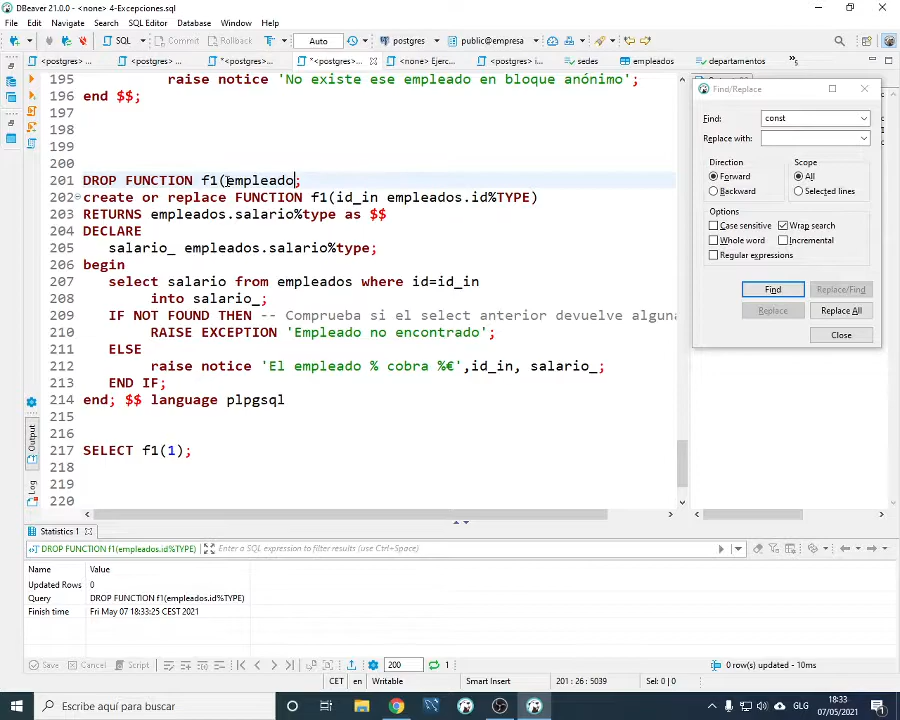 DBeaver 21.0.0 - <none> 4-Excepciones.sql
File Edit Navigate Search SQL Editor Database Window Help
SQL Commit Rollback Auto postgres public@empresa
*<postgres>... <postgres>... *<postgres>... *<postgres>... <none> Ejerc... *<postgres> i... sedes empleados departamentos
195 raise notice 'No existe ese empleado en bloque anónimo';
196 end $$;
197
198
199
200
201 DROP FUNCTION f1(empleado;
202 create or replace FUNCTION f1(id_in empleados.id%TYPE)
203 RETURNS empleados.salario%type as $$
204 DECLARE
205 salario_ empleados.salario%type;
206 begin
207 select salario from empleados where id=id_in
208 into salario_;
209 IF NOT FOUND THEN -- Comprueba si el select anterior devuelve alguna
210 RAISE EXCEPTION 'Empleado no encontrado';
211 ELSE
212 raise notice 'El empleado % cobra %€',id_in, salario_;
213 END IF;
214 end; $$ language plpgsql
215
216
217 SELECT f1(1);
218
219
220
Find/Replace
Find: const
Replace with:
Direction Scope
Forward All
Backward Selected lines
Options
Case sensitive Wrap search
Whole word Incremental
Regular expressions
Find Replace/Find
Replace Replace All
Close
Output
Log
Statistics 1
DROP FUNCTION f1(empleados.id%TYPE) Enter a SQL expression to filter results (use Ctrl+Space)
Name Value
Updated Rows 0
Query DROP FUNCTION f1(empleados.id%TYPE)
Finish time Fri May 07 18:33:25 CEST 2021
Save Cancel Script 200 1 0 row(s) updated - 10ms
CET en Writable Smart Insert 201 : 26 : 5039 Sel: 0 | 0
Escribe aquí para buscar GLG 18:33
07/05/2021